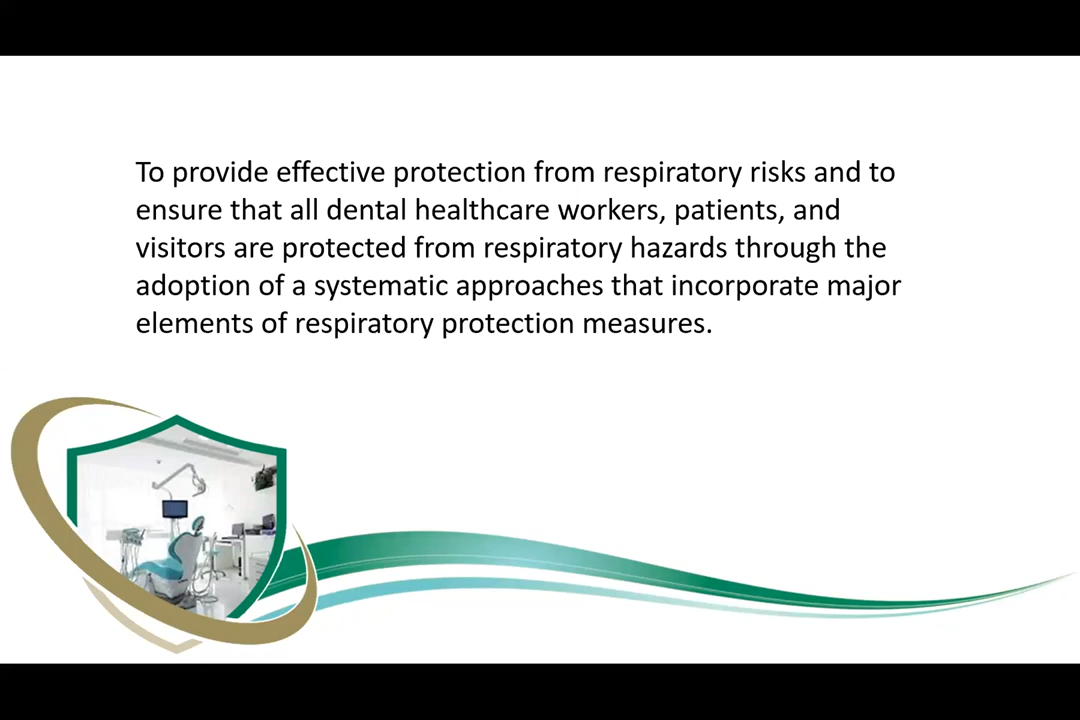 To provide effective protection from respiratory risks and to
ensure that all dental healthcare workers, patients, and
visitors are protected from respiratory hazards through the
adoption of a systematic approaches that incorporate major
elements of respiratory protection measures.